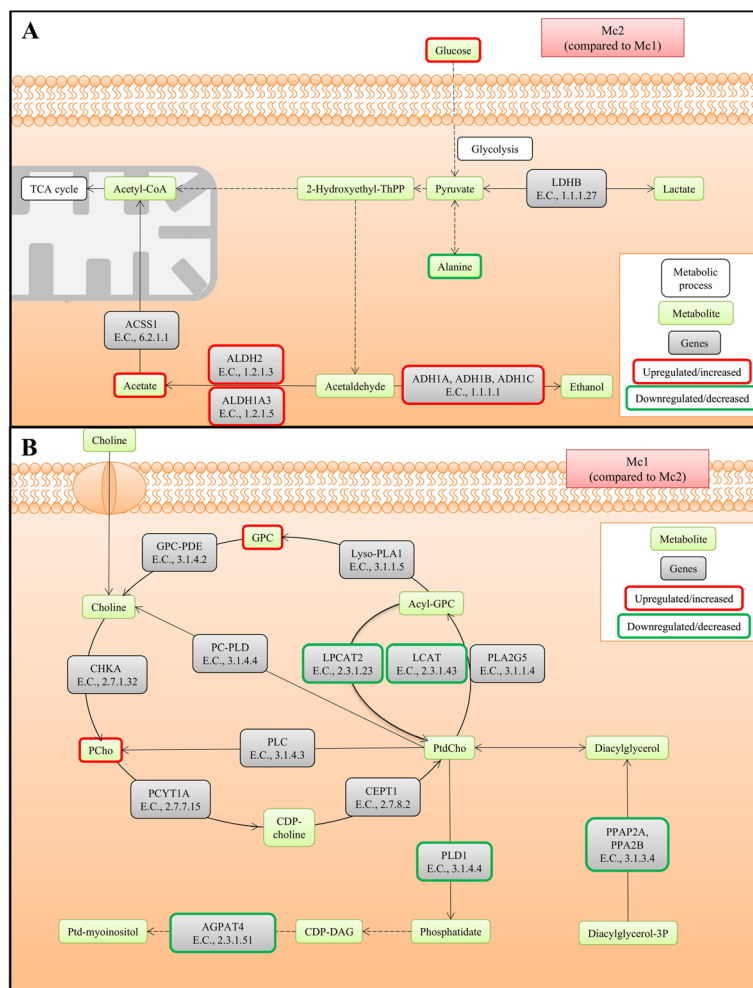 A
Mc2
(compared to Mc1)
Glucose
Glycolysis
TCA cycle
Acetyl-CoA
2-Hydroxyethyl-ThPP
Pyruvate
LDHB
E.C., 1.1.1.27
Lactate
Alanine
Metabolic
process
Metabolite
Genes
Upregulated/increased
Downregulated/decreased
ACSS1
E.C., 6.2.1.1
ALDH2
E.C., 1.2.1.3
Acetate
ALDH1A3
E.C., 1.2.1.5
Acetaldehyde
ADH1A, ADH1B, ADH1C
E.C., 1.1.1.1
Ethanol
B
Choline
Mc1
(compared to Mc2)
Metabolite
Genes
Upregulated/increased
Downregulated/decreased
GPC-PDE
E.C., 3.1.4.2
GPC
Lyso-PLA1
E.C., 3.1.1.5
Choline
Acyl-GPC
CHKA
E.C., 2.7.1.32
PC-PLD
E.C., 3.1.4.4
LPCAT2
E.C., 2.3.1.23
LCAT
E.C., 2.3.1.43
PLA2G5
E.C., 3.1.1.4
PCho
PLC
E.C., 3.1.4.3
PtdCho
Diacylglycerol
PCYT1A
E.C., 2.7.7.15
CDP-
choline
CEPT1
E.C., 2.7.8.2
PLD1
E.C., 3.1.4.4
PPAP2A,
PPA2B
E.C., 3.1.3.4
Ptd-myoinositol
AGPAT4
E.C., 2.3.1.51
CDP-DAG
Phosphatidate
Diacylglycerol-3P